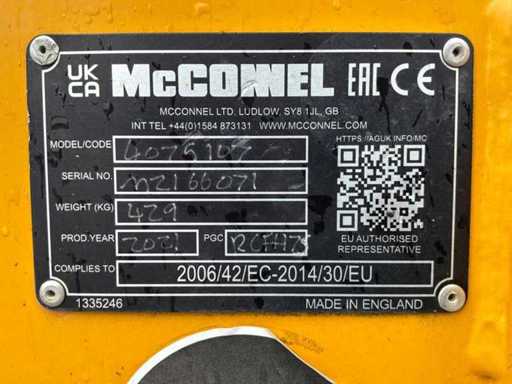 UK CA McCONNEL EAC CE
MCCONNEL LTD, LUDLOW, SY8 1JL, GB
INT TEL +44(0)1584 873131 WWW.MCCONNEL.COM
MODEL/CODE 4075107
HTTPS://AGUK.INFO/MC
SERIAL NO. M2166071
WEIGHT (KG) 429
PROD.YEAR 2021 PGC
EU AUTHORISED
REPRESENTATIVE
COMPLIES TO 2006/42/EC-2014/30/EU
1335246 MADE IN ENGLAND